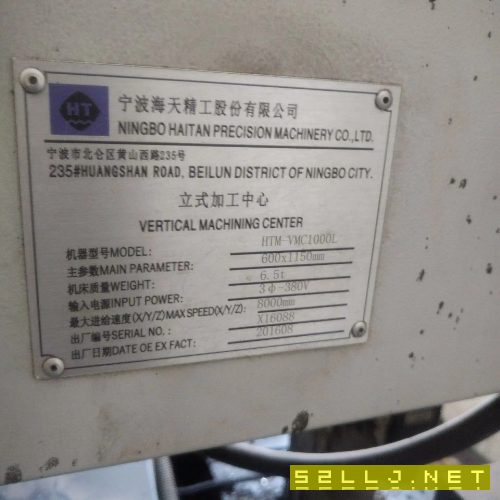 HT
宁波海天精工股份有限公司
NINGBO HAITAN PRECISION MACHINERY CO.,LTD.
宁波市北仑区黄山西路235号
235#HUANGSHAN ROAD, BEILUN DISTRICT OF NINGBO CITY.
立式加工中心
VERTICAL MACHINING CENTER
机器型号MODEL: HTM-VMC1000L
主参数MAIN PARAMETER: 600x1150mm
机床质量WEIGHT: 6.5t
输入电源INPUT POWER: 3φ-380V
最大进给速度(X/Y/Z)MAX SPEED(X/Y/Z): 8000mm
出厂编号SERIAL NO.: X16088
出厂日期DATE OE EX FACT: 201608
52LLJ.NET